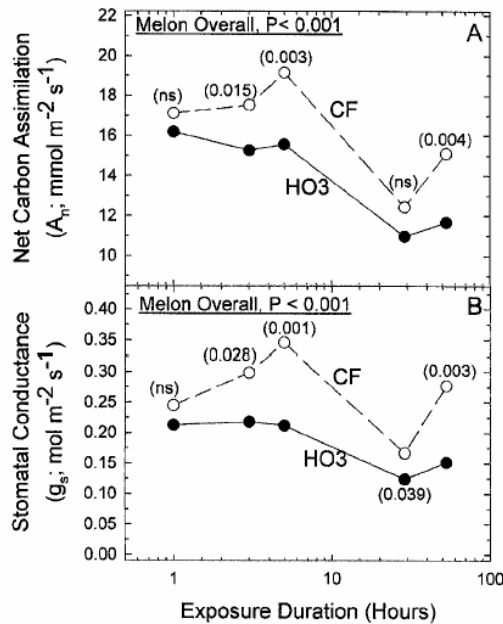 Melon Overall, P< 0.001
A
22
20
18
16
14
12
10
Net Carbon Assimilation
(An; mmol m-2 s-1)
(ns)
(0.015)
(0.003)
CF
(ns)
(0.004)
HO3
Melon Overall, P < 0.001
B
0.40
0.35
0.30
0.25
0.20
0.15
0.10
0.05
0.00
Stomatal Conductance
(gs; mol m-2 s-1)
(ns)
(0.028)
(0.001)
CF
(0.003)
HO3
(0.039)
1
10
100
Exposure Duration (Hours)